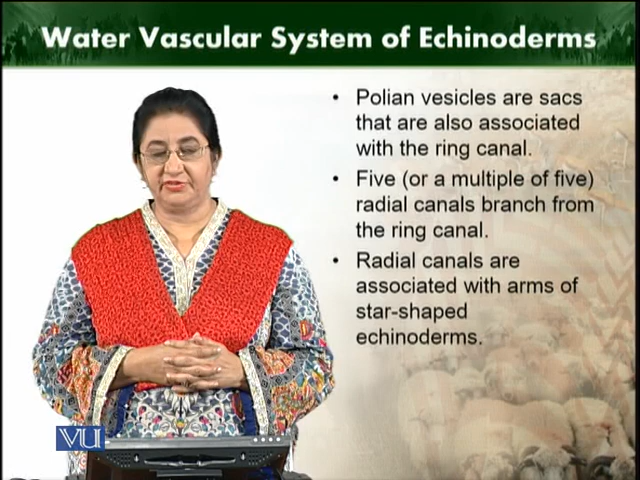 Water Vascular System of Echinoderms
• Polian vesicles are sacs
that are also associated
with the ring canal.
• Five (or a multiple of five)
radial canals branch from
the ring canal.
• Radial canals are
associated with arms of
star-shaped
echinoderms.
VU